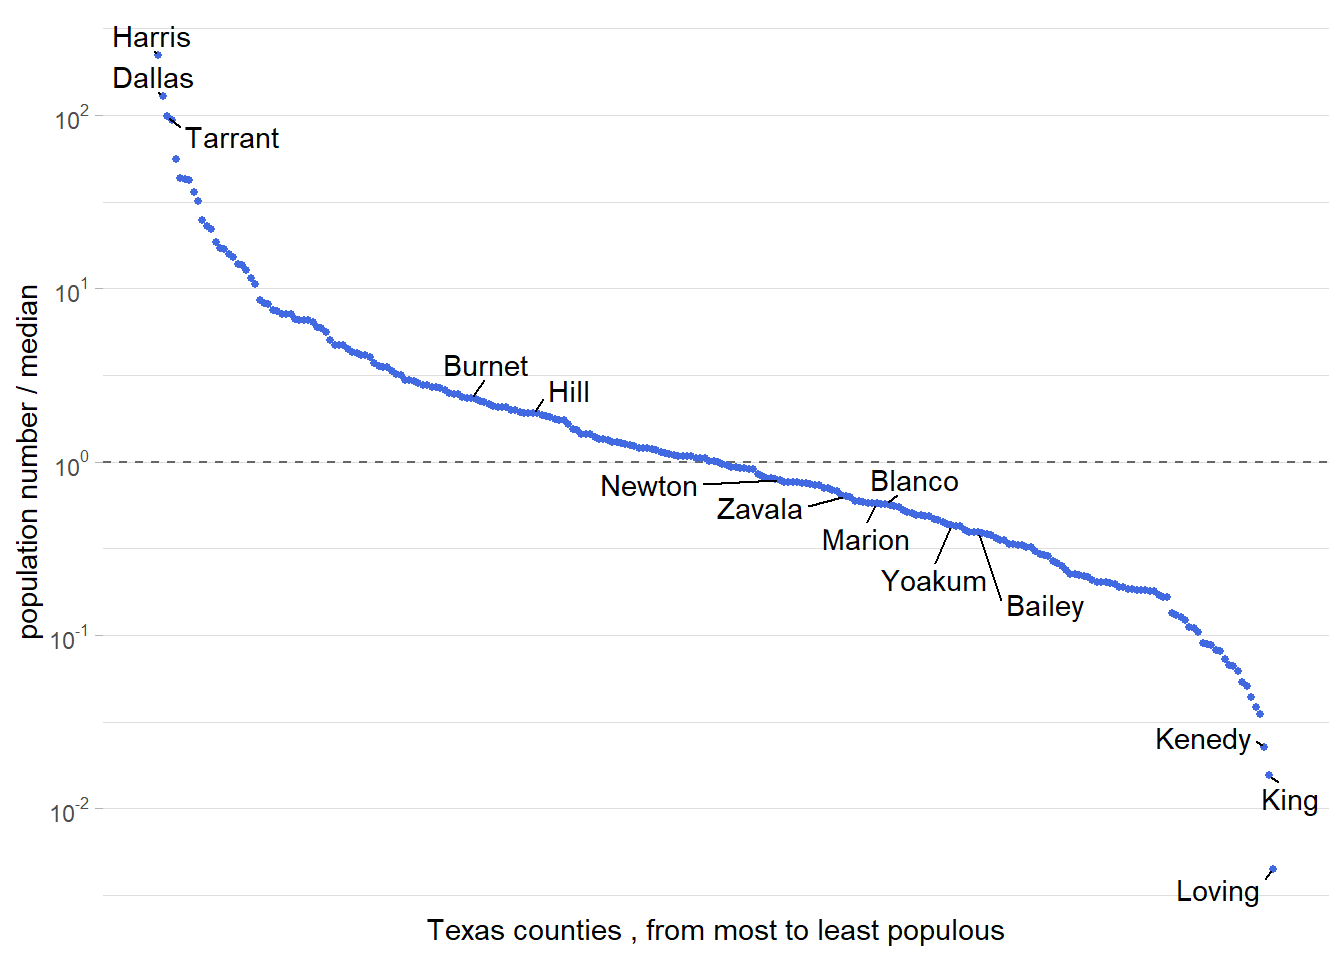 Harris
Dallas
10^2
Tarrant
10^1
Burnet
Hill
population number / median
10^0
Newton
Blanco
Zavala
Marion
Yoakum
Bailey
10^-1
Kenedy
King
10^-2
Loving
Texas counties , from most to least populous